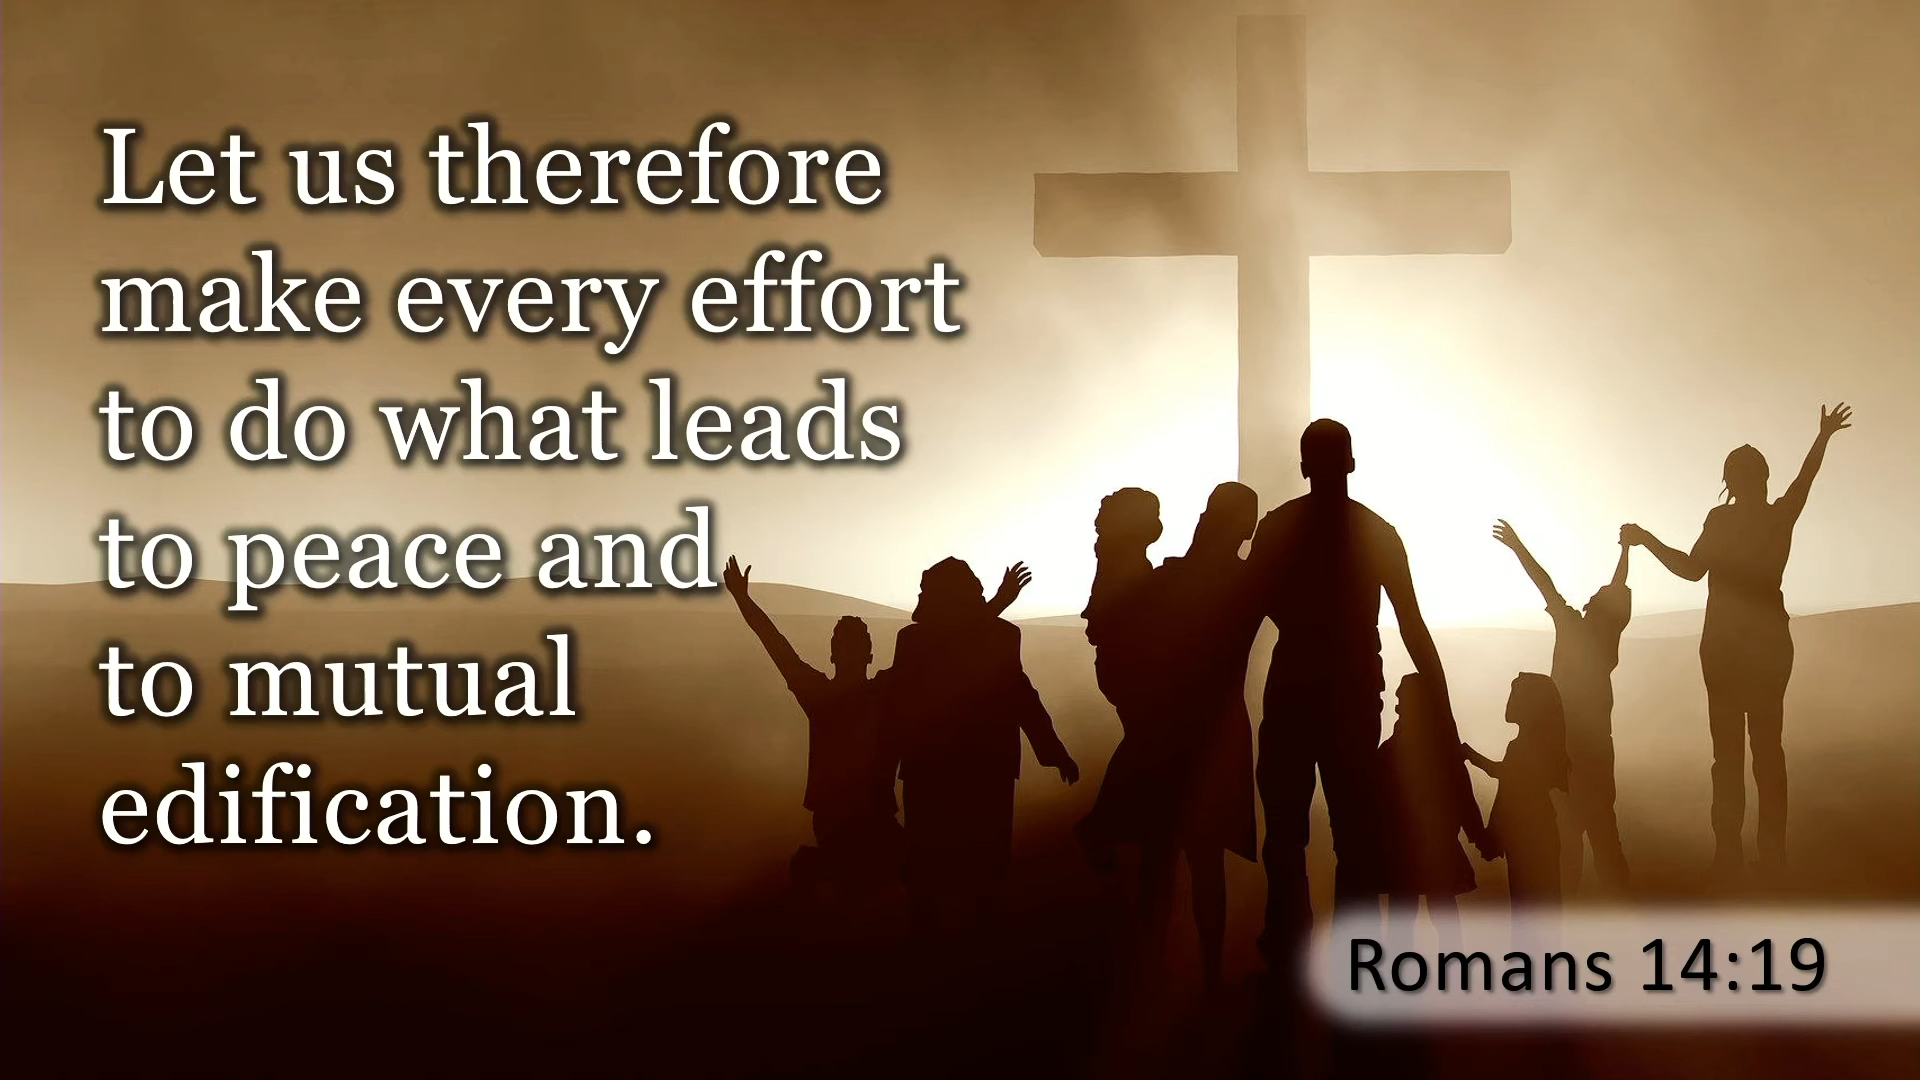 Let us therefore
make every effort
to do what leads
to peace and
to mutual
edification.
Romans 14:19